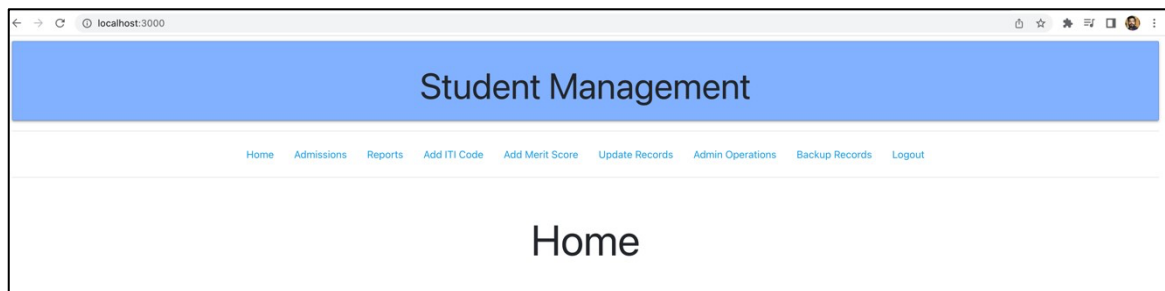 localhost:3000
Student Management
Home Admissions Reports Add ITI Code Add Merit Score Update Records Admin Operations Backup Records Logout
Home